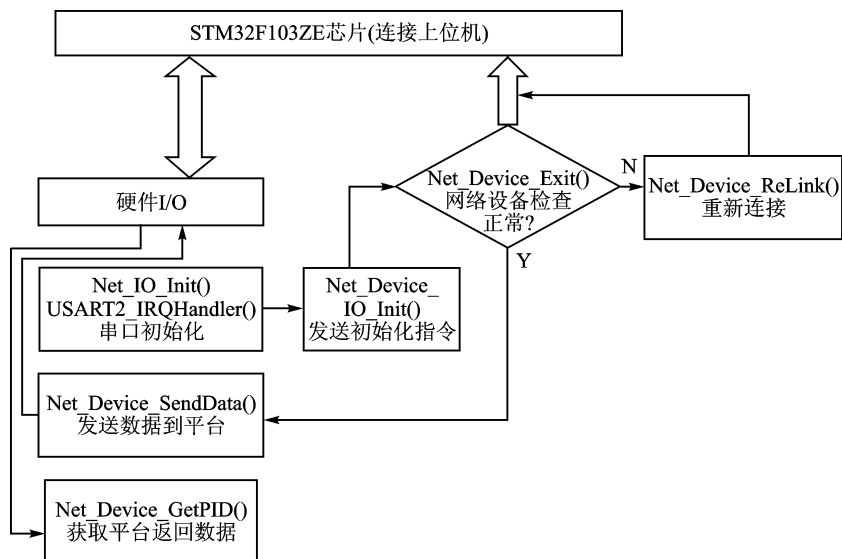 STM32F103ZE芯片(连接上位机)
硬件I/O
Net_Device_Exit()
网络设备检查
正常?
N
Net_Device_ReLink()
重新连接
Y
Net_IO_Init()
USART2_IRQHandler()
串口初始化
Net_Device_
IO_Init()
发送初始化指令
Net_Device_SendData()
发送数据到平台
Net_Device_GetPID()
获取平台返回数据